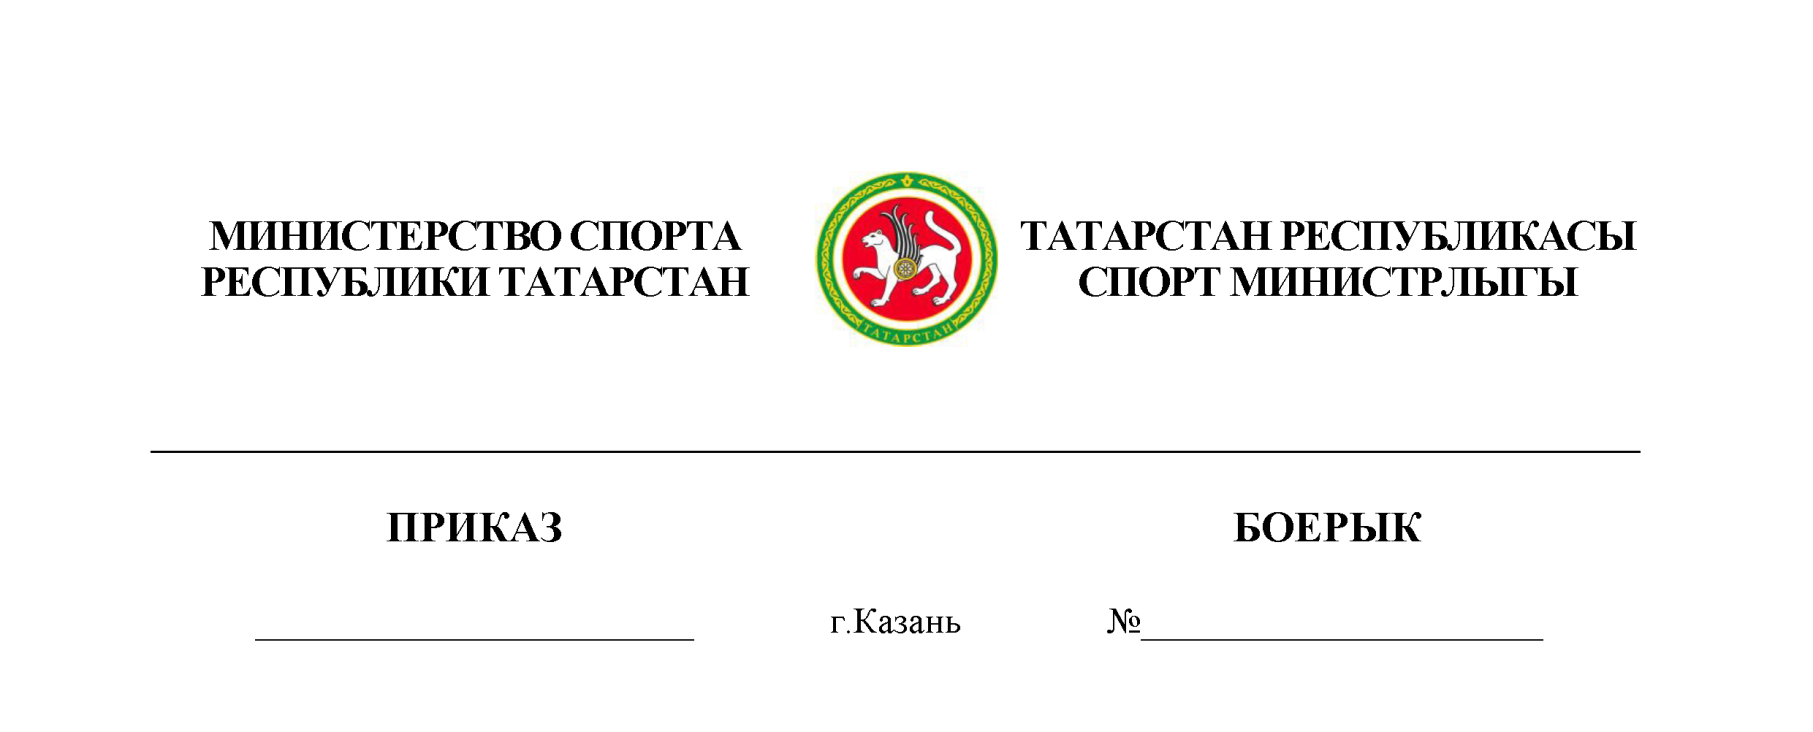 МИНИСТЕРСТВО СПОРТА
РЕСПУБЛИКИ ТАТАРСТАН
ТАТАРСТАН
ТАТАРСТАН РЕСПУБЛИКАСЫ
СПОРТ МИНИСТРЛЫГЫ
ПРИКАЗ
БОЕРЫК
г.Казань
№